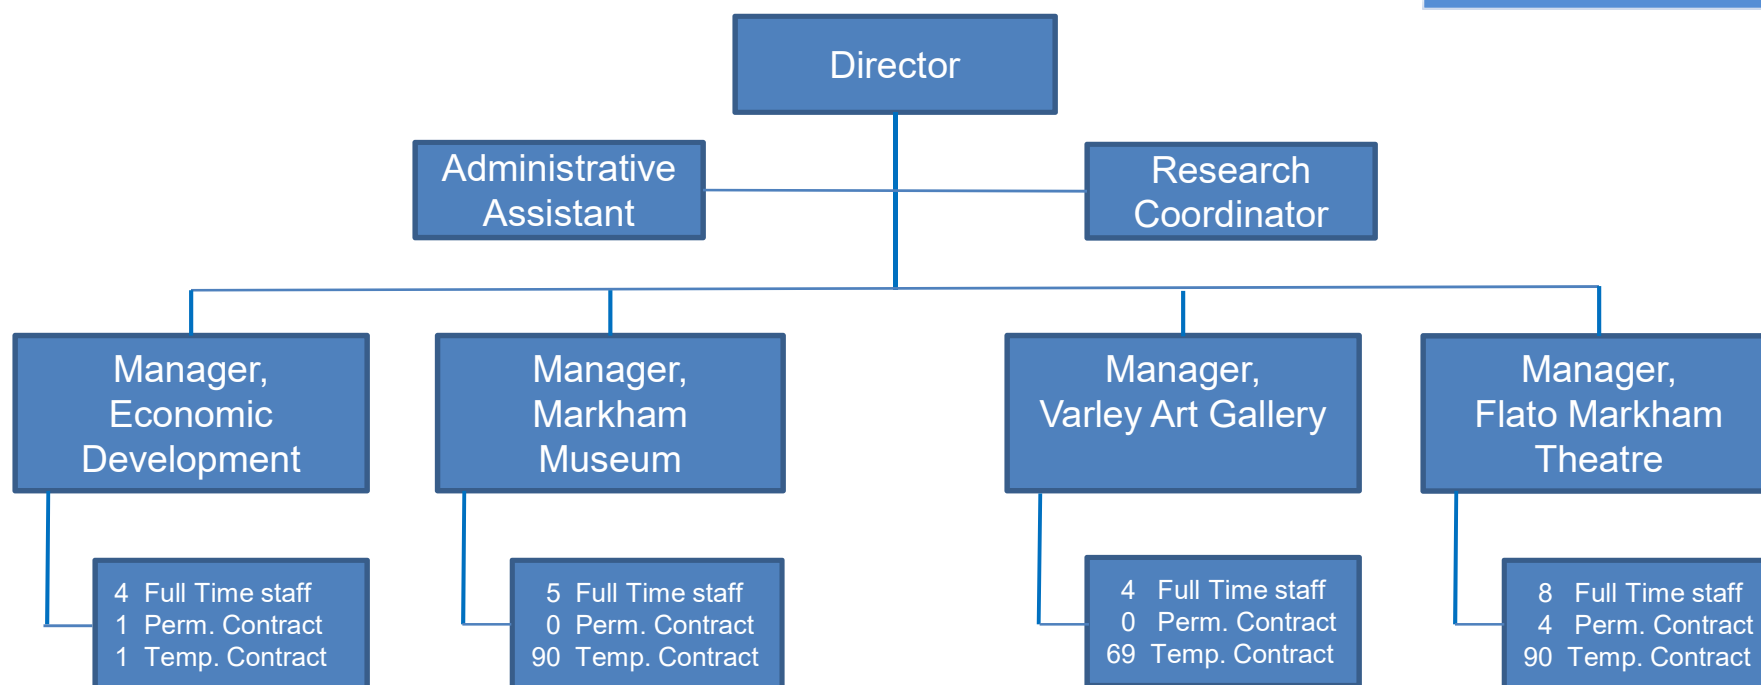 Director
Administrative
Assistant
Research
Coordinator
Manager,
Economic
Development
Manager,
Markham
Museum
Manager,
Varley Art Gallery
Manager,
Flato Markham
Theatre
4 Full Time staff
1 Perm. Contract
1 Temp. Contract
5 Full Time staff
0 Perm. Contract
90 Temp. Contract
4 Full Time staff
0 Perm. Contract
69 Temp. Contract
8 Full Time staff
4 Perm. Contract
90 Temp. Contract